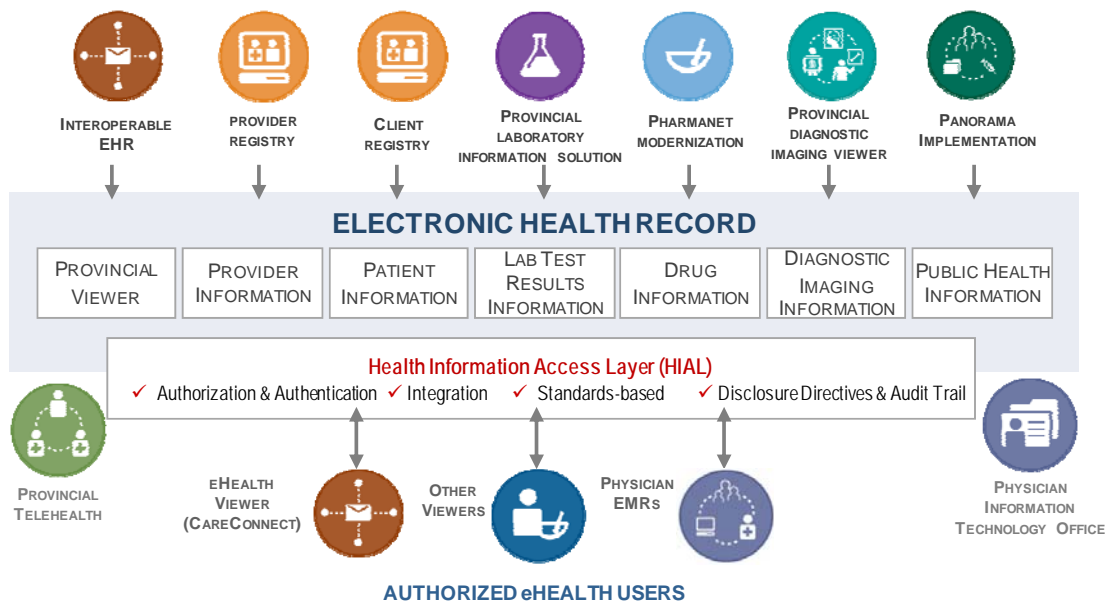 INTEROPERABLE
EHR
PROVIDER
REGISTRY
CLIENT
REGISTRY
PROVINCIAL
LABORATORY
INFORMATION SOLUTION
PHARMANET
MODERNIZATION
PROVINCIAL
DIAGNOSTIC
IMAGING VIEWER
PANORAMA
IMPLEMENTATION
ELECTRONIC HEALTH RECORD
PROVINCIAL
VIEWER
PROVIDER
INFORMATION
PATIENT
INFORMATION
LAB TEST
RESULTS
INFORMATION
DRUG
INFORMATION
DIAGNOSTIC
IMAGING
INFORMATION
PUBLIC HEALTH
INFORMATION
Health Information Access Layer (HIAL)
✓ Authorization & Authentication ✓ Integration ✓ Standards-based ✓ Disclosure Directives & Audit Trail
PROVINCIAL
TELEHEALTH
eHEALTH
VIEWER
(CARECONNECT)
OTHER
VIEWERS
PHYSICIAN
EMRS
PHYSICIAN
INFORMATION
TECHNOLOGY OFFICE
AUTHORIZED eHEALTH USERS